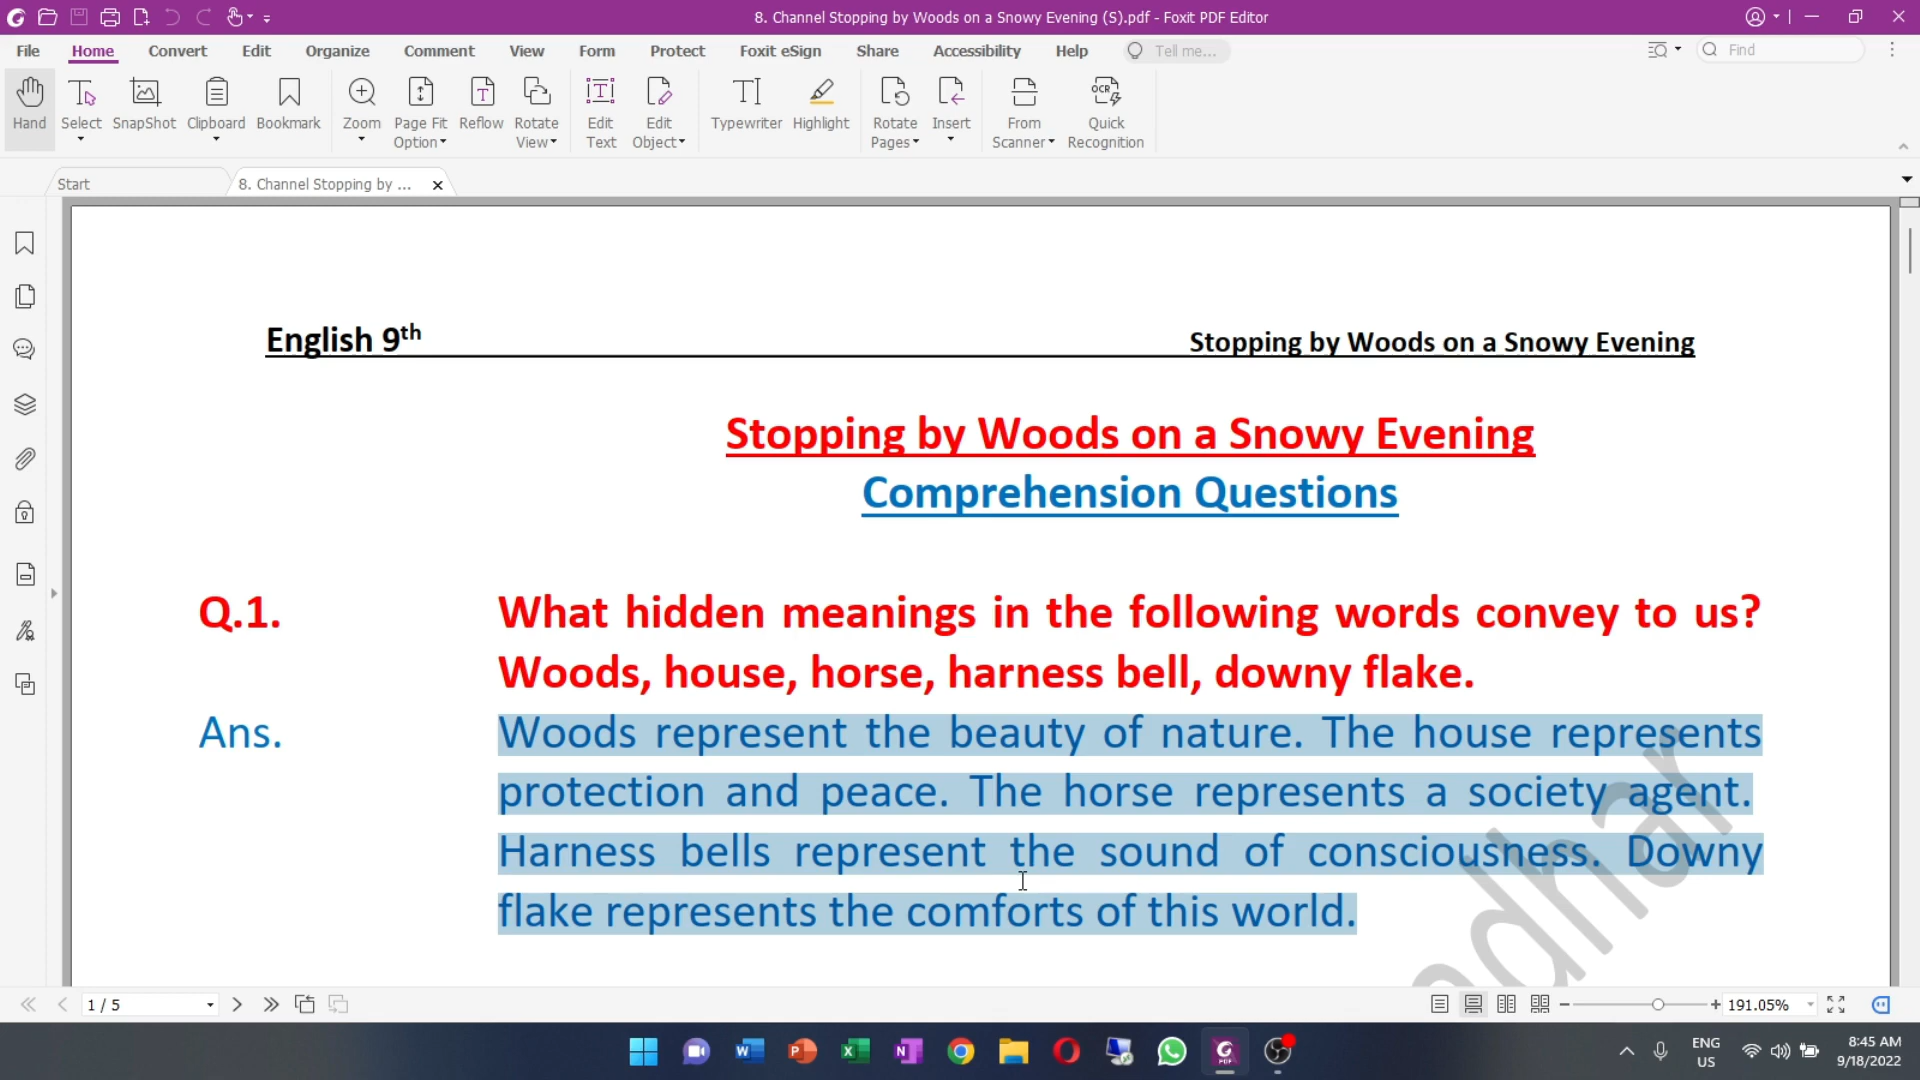 8. Channel Stopping by Woods on a Snowy Evening (S).pdf - Foxit PDF Editor
File Home Convert Edit Organize Comment View Form Protect Foxit eSign Share Accessibility Help Tell me... Find
Hand Select SnapShot Clipboard Bookmark Zoom Page Fit Option Reflow Rotate View Edit Text Edit Object Typewriter Highlight Rotate Pages Insert From Scanner Quick Recognition
Start 8. Channel Stopping by ...
English 9th Stopping by Woods on a Snowy Evening
Stopping by Woods on a Snowy Evening
Comprehension Questions
Q.1. What hidden meanings in the following words convey to us?
Woods, house, horse, harness bell, downy flake.
Ans. Woods represent the beauty of nature. The house represents
protection and peace. The horse represents a society agent.
Harness bells represent the sound of consciousness. Downy
flake represents the comforts of this world.
1 / 5 191.05%
ENG 8:45 AM
US 9/18/2022